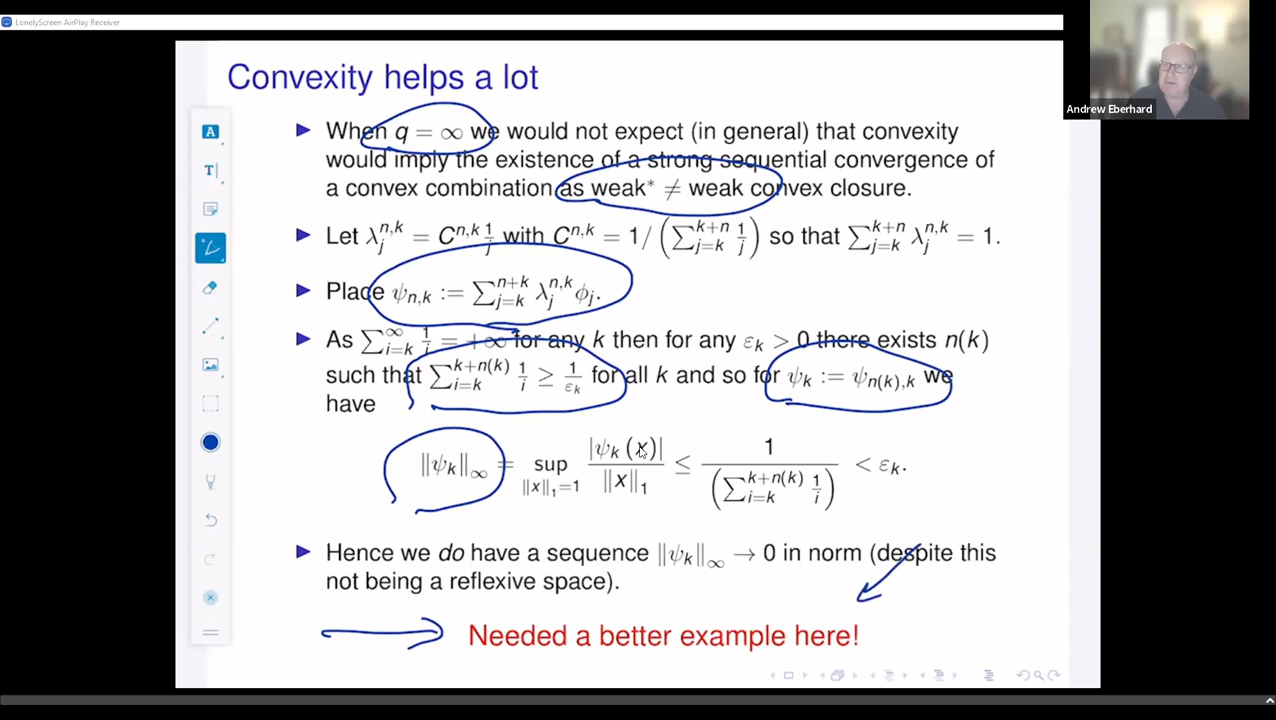 LonelyScreen AirPlay Receiver
Andrew Eberhard
Convexity helps a lot
When q = ∞ we would not expect (in general) that convexity
would imply the existence of a strong sequential convergence of
a convex combination as weak* ≠ weak convex closure.
Let λ_j^{n,k} = C^{n,k} 1/j with C^{n,k} = 1/ (∑_{j=k}^{k+n} 1/j) so that ∑_{j=k}^{k+n} λ_j^{n,k} = 1.
Place ψ_{n,k} := ∑_{j=k}^{n+k} λ_j^{n,k} ϕ_j.
As ∑_{i=k}^{∞} 1/i = +∞ for any k then for any ε_k > 0 there exists n(k)
such that ∑_{i=k}^{k+n(k)} 1/i ≥ 1/ε_k for all k and so for ψ_k := ψ_{n(k),k} we
have
‖ψ_k‖_∞ = sup_{‖x‖_1=1} |ψ_k (x)| / ‖x‖_1 ≤ 1 / (∑_{i=k}^{k+n(k)} 1/i) < ε_k.
Hence we do have a sequence ‖ψ_k‖_∞ → 0 in norm (despite this
not being a reflexive space).
Needed a better example here!
A
T